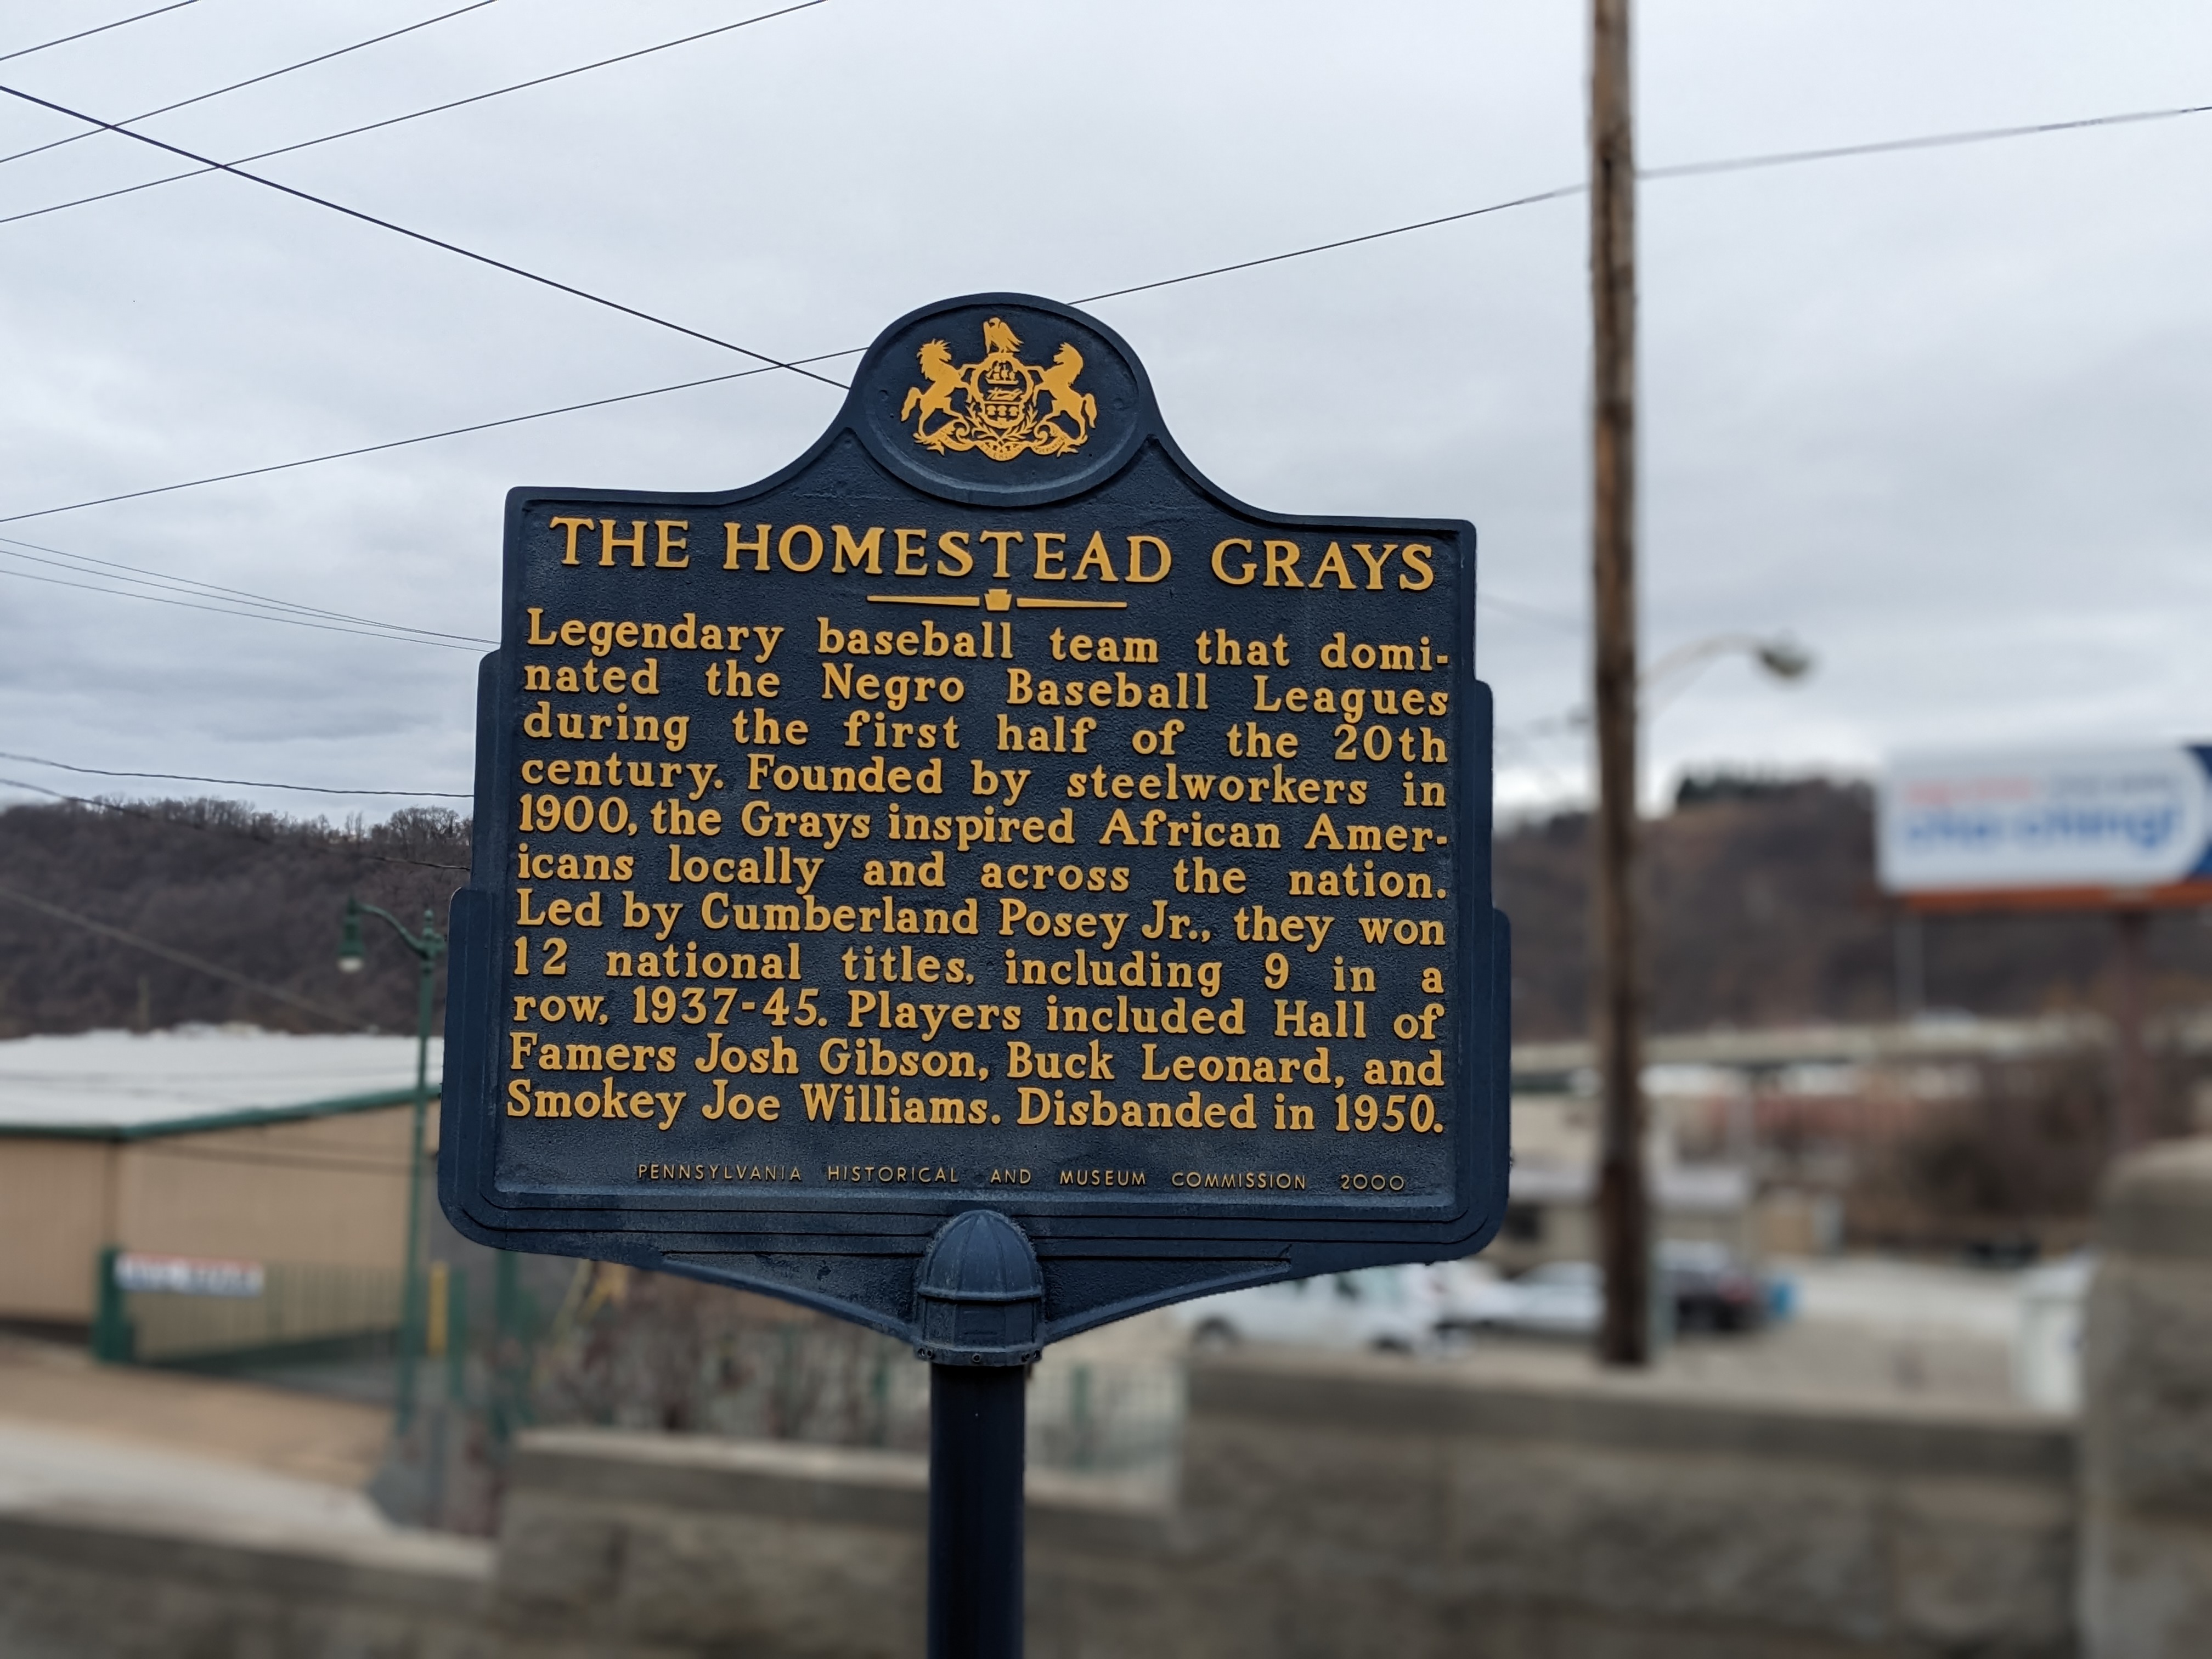 THE HOMESTEAD GRAYS
Legendary baseball team that domi-
nated the Negro Baseball Leagues
during the first half of the 20th
century. Founded by steelworkers in
1900, the Grays inspired African Amer-
icans locally and across the nation.
Led by Cumberland Posey Jr., they won
12 national titles, including 9 in a
row, 1937-45. Players included Hall of
Famers Josh Gibson, Buck Leonard, and
Smokey Joe Williams. Disbanded in 1950.
PENNSYLVANIA HISTORICAL AND MUSEUM COMMISSION 2000
cha-ching!